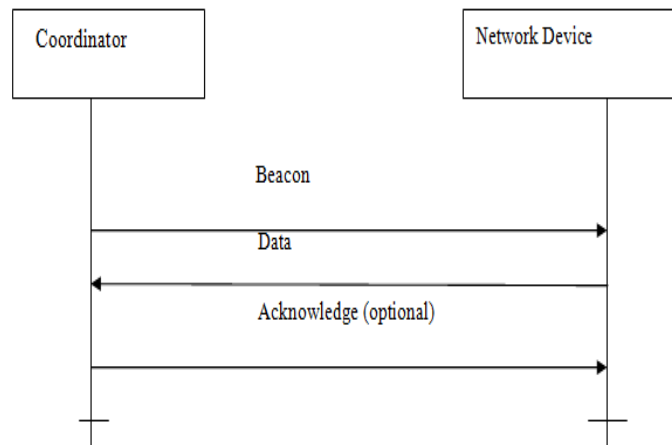 Coordinator
Network Device
Beacon
Data
Acknowledge (optional)